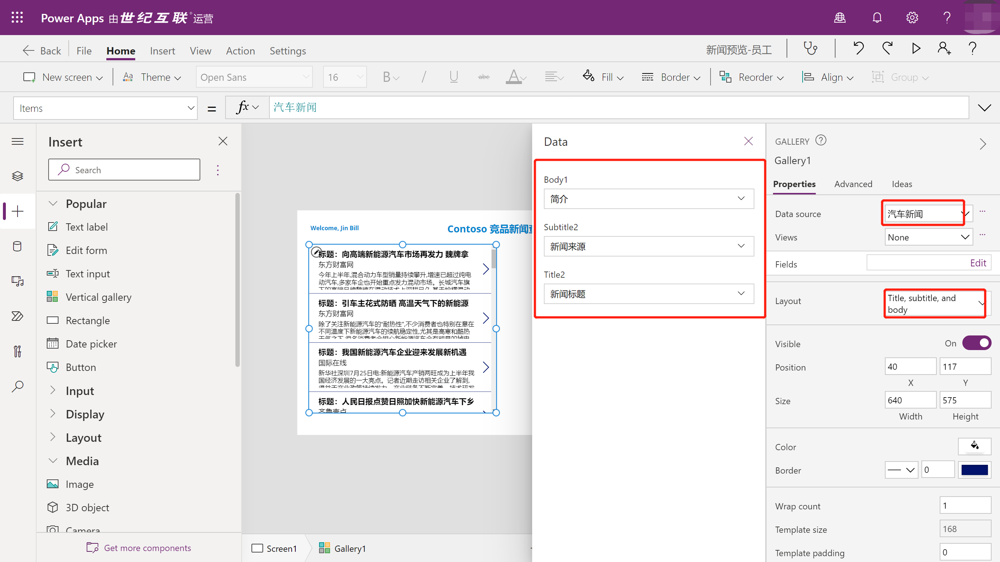 Power Apps 由世纪互联®运营
Back
File
Home
Insert
View
Action
Settings
新闻预览-员工
New screen
Theme
Open Sans
16
B
abc
Fill
Border
Reorder
Align
Group
Items
=
fx
汽车新闻
Insert
Search
Popular
Text label
Edit form
Text input
Vertical gallery
Rectangle
Date picker
Button
Input
Display
Layout
Media
Image
3D object
Camera
Get more components
Welcome, Jin Bill
Contoso 竞品新闻
标题：向高端新能源汽车市场再发力 魏牌拿
东方财富网
今年上半年,混合动力车型销量持续攀升,增速已超过纯电
动汽车,多家车企也开始重点发力混动市场。长城汽车旗
标题：引车主花式防晒 高温天气下的新能源
东方财富网
除了关注新能源汽车的“耐热性”,不少消费者也特别在意在
不同温度下新能源汽车的续航稳定性,尤其是高寒和酷热
标题：我国新能源汽车企业迎来发展新机遇
国际在线
新华社深圳7月25日电:新能源汽车产销两旺成为上半年我
国经济发展的一大亮点。记者近期走访相关企业了解到,
标题：人民日报点赞日照加快新能源汽车下乡
齐鲁壹点
Screen1
Gallery1
Data
Body1
简介
Subtitle2
新闻来源
Title2
新闻标题
GALLERY
Gallery1
Properties
Advanced
Ideas
Data source
汽车新闻
Views
None
Fields
Edit
Layout
Title, subtitle, and
body
Visible
On
Position
40
117
X
Y
Size
640
575
Width
Height
Color
Border
0
Wrap count
1
Template size
168
Template padding
0